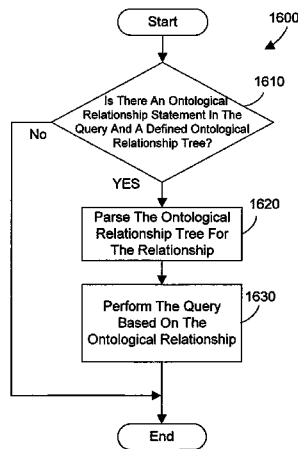 Start
1600
1610
Is There An Ontological
Relationship Statement In The
Query And A Defined Ontological
Relationship Tree?
No
YES
1620
Parse The Ontological
Relationship Tree For
The Relationship
1630
Perform The Query
Based On The
Ontological Relationship
End